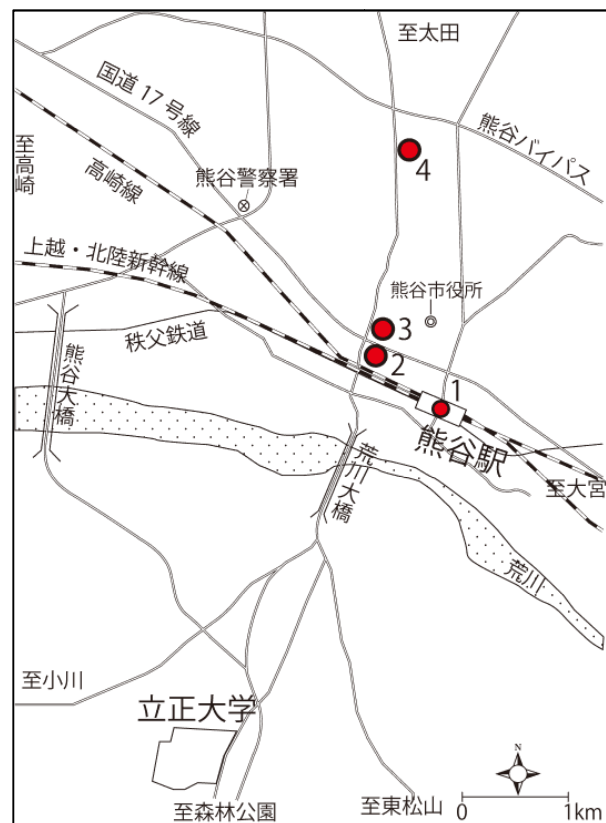 至太田
国道17号線
熊谷バイパス
至高崎
高崎線
4
熊谷警察署
上越・北陸新幹線
熊谷市役所
3
秩父鉄道
2
熊谷大橋
1
熊谷駅
荒川大橋
至大宮
荒川
至小川
立正大学
N
至森林公園
至東松山
0
1km